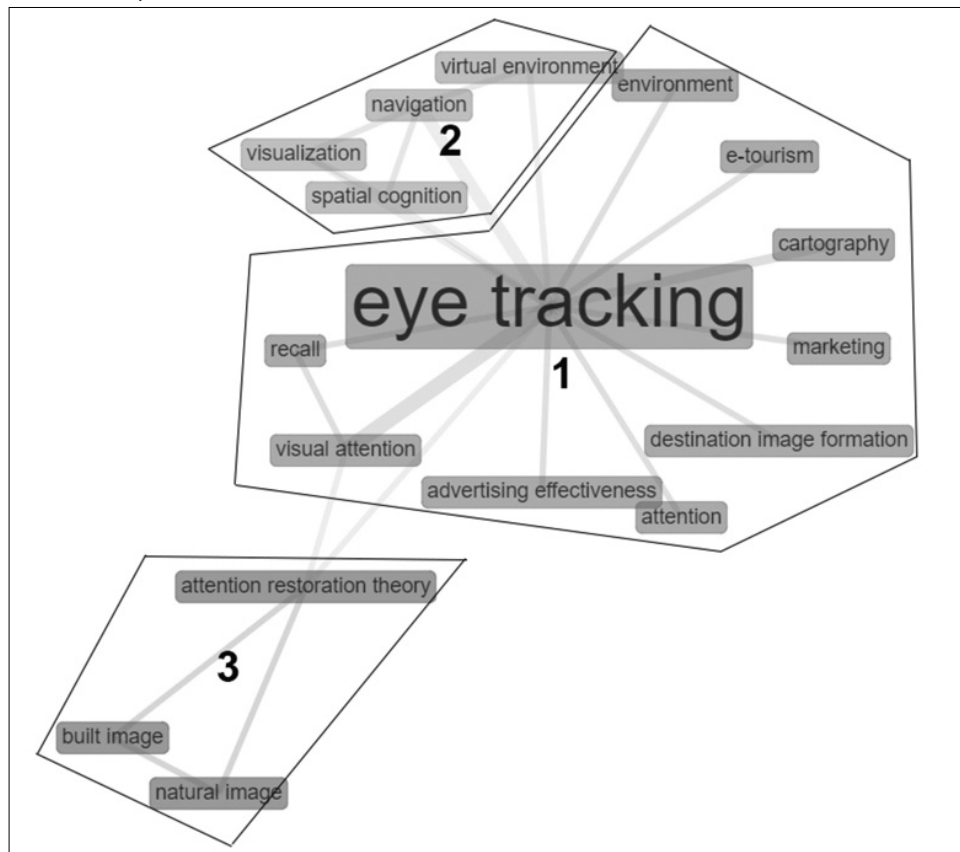 virtual environment
environment
navigation
2
visualization
e-tourism
spatial cognition
cartography
eye tracking
recall
marketing
1
visual attention
destination image formation
advertising effectiveness
attention
attention restoration theory
3
built image
natural image